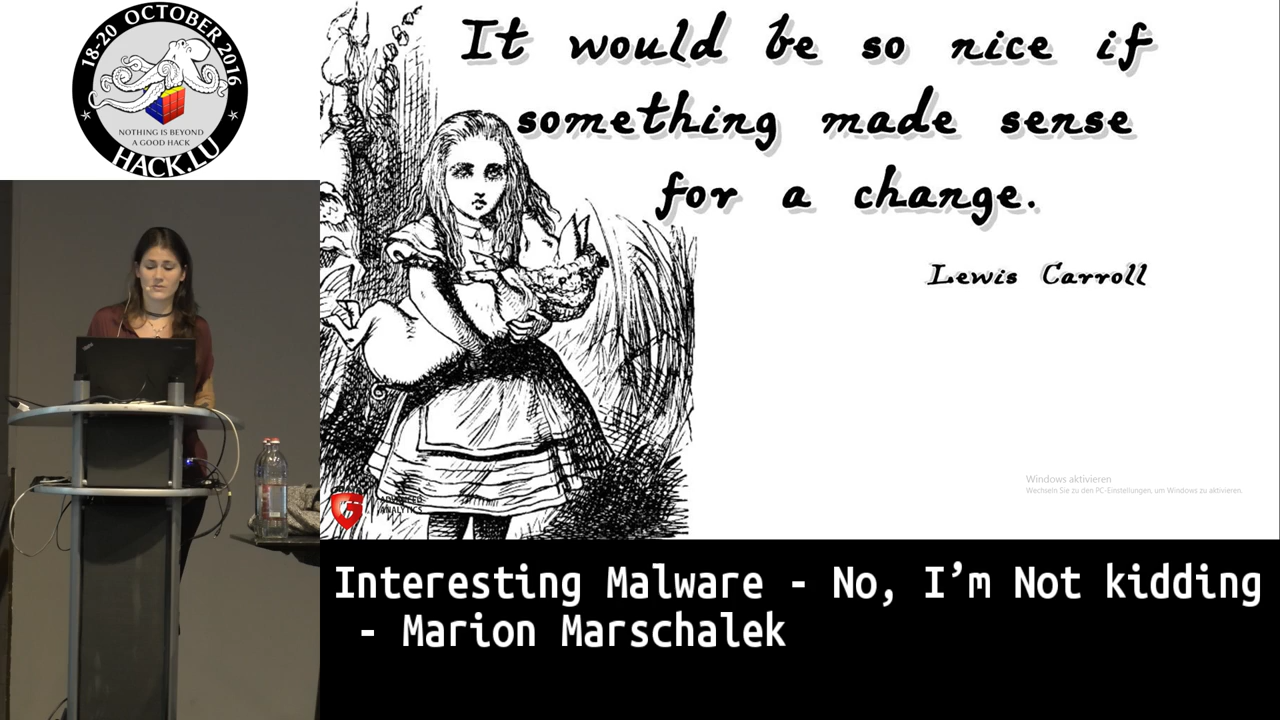 18-20 OCTOBER 2016
NOTHING IS BEYOND
A GOOD HACK
HACK.LU
It would be so nice if
something made sense
for a change.
Lewis Carroll
Windows aktivieren
Wechseln Sie zu den PC-Einstellungen, um Windows zu aktivieren.
ANALYTICS
Interesting Malware - No, I’m Not kidding
- Marion Marschalek